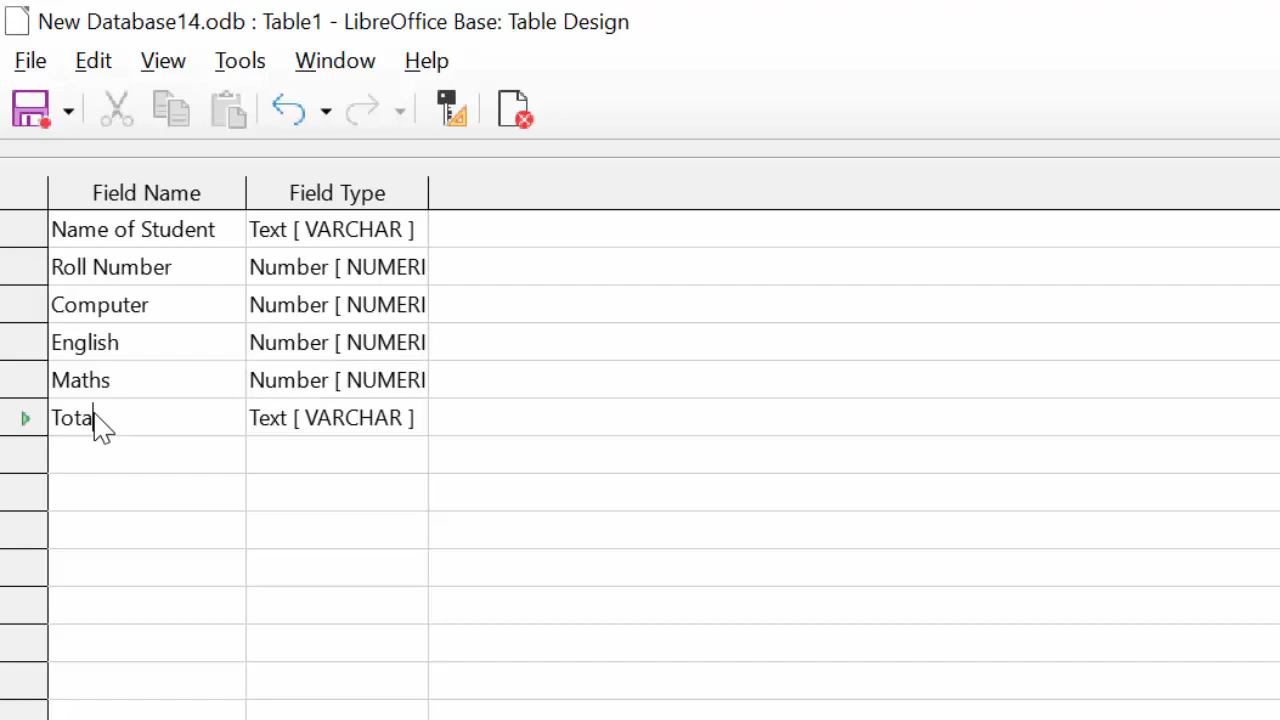 New Database14.odb : Table1 - LibreOffice Base: Table Design
File Edit View Tools Window Help
Field Name Field Type
Name of Student Text [ VARCHAR ]
Roll Number Number [ NUMERI
Computer Number [ NUMERI
English Number [ NUMERI
Maths Number [ NUMERI
Tota Text [ VARCHAR ]